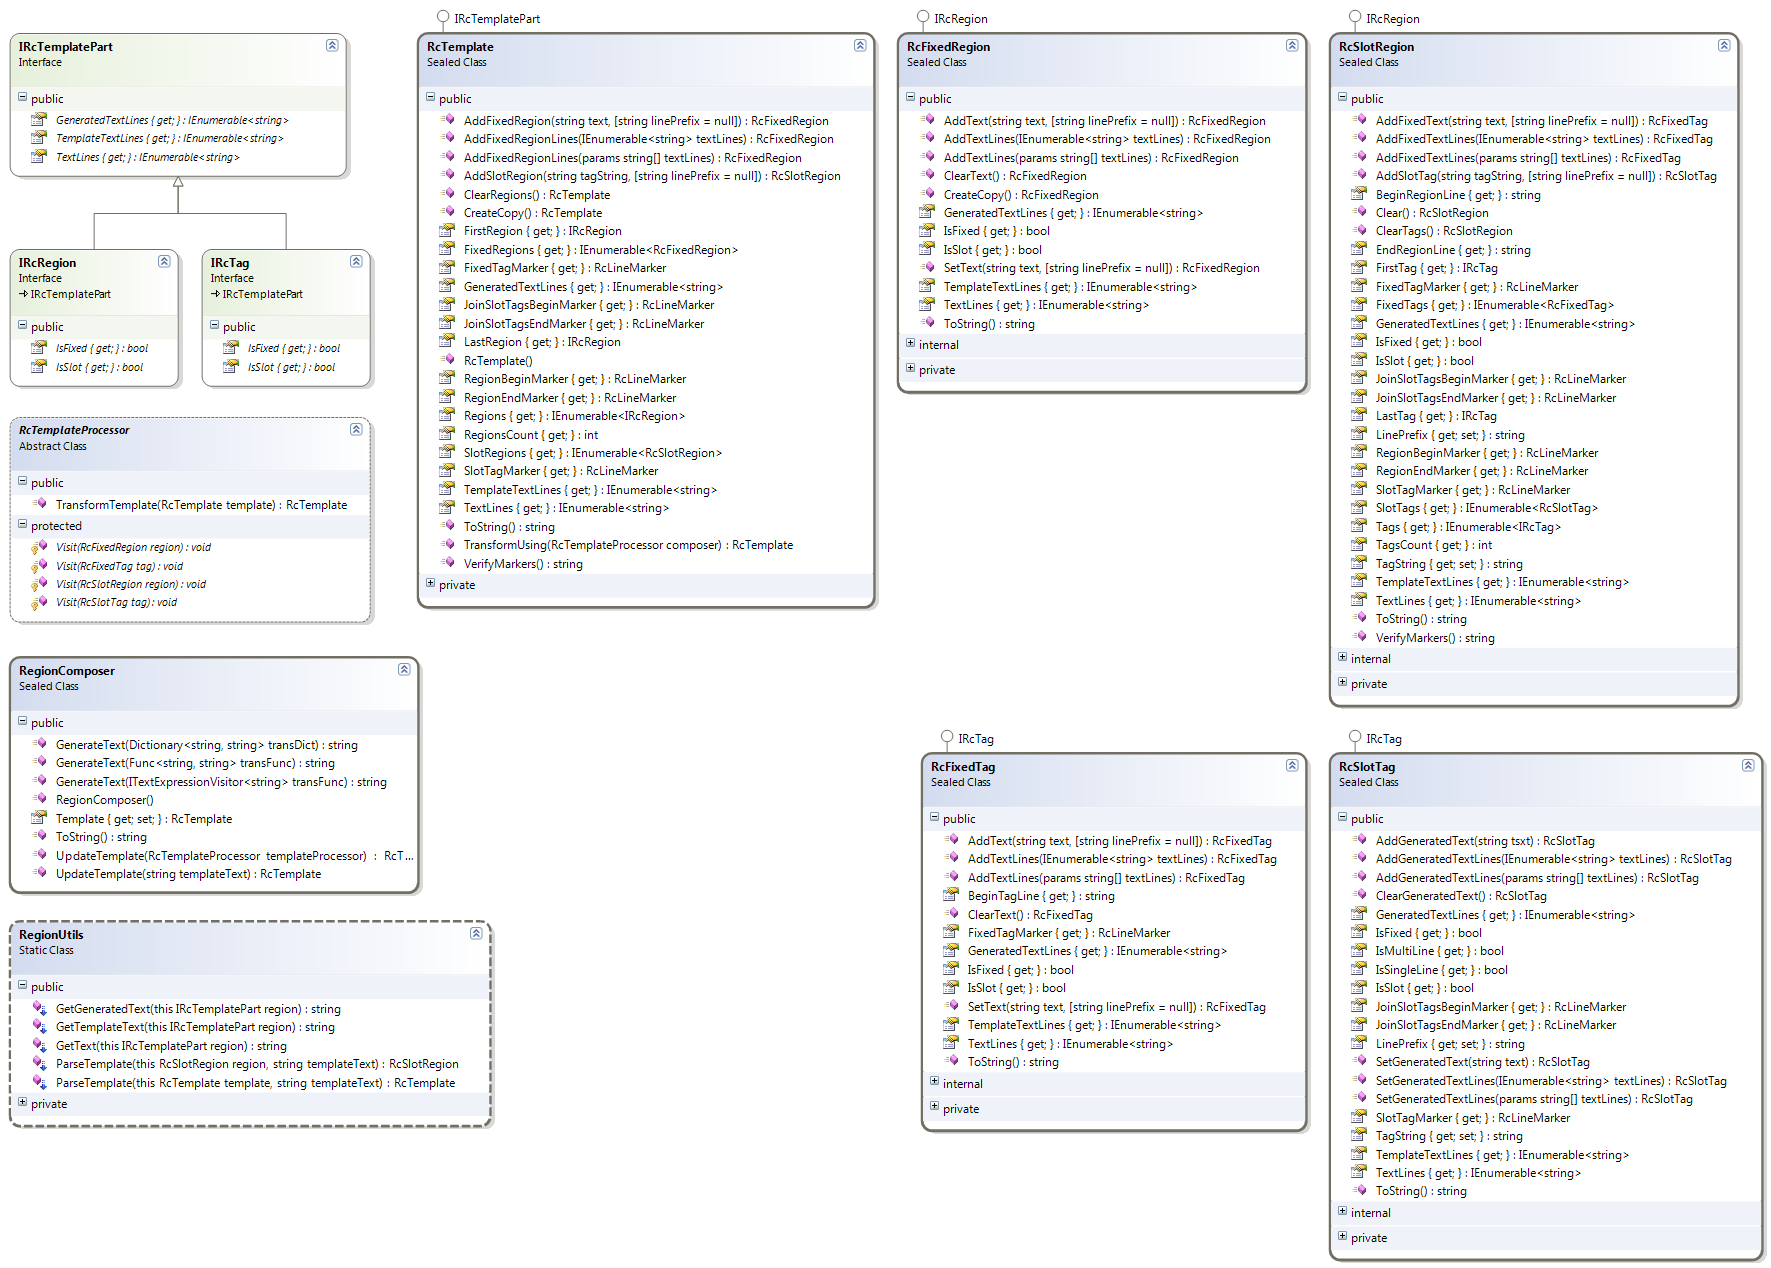 IRcTemplatePart
Interface
public
GeneratedTextLines { get; } : IEnumerable<string>
TemplateTextLines { get; } : IEnumerable<string>
TextLines { get; } : IEnumerable<string>
IRcRegion
Interface
IRcTemplatePart
public
IsFixed { get; } : bool
IsSlot { get; } : bool
IRcTag
Interface
IRcTemplatePart
public
IsFixed { get; } : bool
IsSlot { get; } : bool
RcTemplateProcessor
Abstract Class
public
TransformTemplate(RcTemplate template) : RcTemplate
protected
Visit(RcFixedRegion region) : void
Visit(RcFixedTag tag) : void
Visit(RcSlotRegion region) : void
Visit(RcSlotTag tag) : void
RegionComposer
Sealed Class
public
GenerateText(Dictionary<string, string> transDict) : string
GenerateText(Func<string, string> transFunc) : string
GenerateText(ITextExpressionVisitor<string> transFunc) : string
RegionComposer()
Template { get; set; } : RcTemplate
ToString() : string
UpdateTemplate(RcTemplateProcessor templateProcessor) : RcT...
UpdateTemplate(string templateText) : RcTemplate
RegionUtils
Static Class
public
GetGeneratedText(this IRcTemplatePart region) : string
GetTemplateText(this IRcTemplatePart region) : string
GetText(this IRcTemplatePart region) : string
ParseTemplate(this RcSlotRegion region, string templateText) : RcSlotRegion
ParseTemplate(this RcTemplate template, string templateText) : RcTemplate
private
IRcTemplatePart
RcTemplate
Sealed Class
public
AddFixedRegion(string text, [string linePrefix = null]) : RcFixedRegion
AddFixedRegionLines(IEnumerable<string> textLines) : RcFixedRegion
AddFixedRegionLines(params string[] textLines) : RcFixedRegion
AddSlotRegion(string tagString, [string linePrefix = null]) : RcSlotRegion
ClearRegions() : RcTemplate
CreateCopy() : RcTemplate
FirstRegion { get; } : IRcRegion
FixedRegions { get; } : IEnumerable<RcFixedRegion>
FixedTagMarker { get; } : RcLineMarker
GeneratedTextLines { get; } : IEnumerable<string>
JoinSlotTagsBeginMarker { get; } : RcLineMarker
JoinSlotTagsEndMarker { get; } : RcLineMarker
LastRegion { get; } : IRcRegion
RcTemplate()
RegionBeginMarker { get; } : RcLineMarker
RegionEndMarker { get; } : RcLineMarker
Regions { get; } : IEnumerable<IRcRegion>
RegionsCount { get; } : int
SlotRegions { get; } : IEnumerable<RcSlotRegion>
SlotTagMarker { get; } : RcLineMarker
TemplateTextLines { get; } : IEnumerable<string>
TextLines { get; } : IEnumerable<string>
ToString() : string
TransformUsing(RcTemplateProcessor composer) : RcTemplate
VerifyMarkers() : string
private
IRcRegion
RcFixedRegion
Sealed Class
public
AddText(string text, [string linePrefix = null]) : RcFixedRegion
AddTextLines(IEnumerable<string> textLines) : RcFixedRegion
AddTextLines(params string[] textLines) : RcFixedRegion
ClearText() : RcFixedRegion
CreateCopy() : RcFixedRegion
GeneratedTextLines { get; } : IEnumerable<string>
IsFixed { get; } : bool
IsSlot { get; } : bool
SetText(string text, [string linePrefix = null]) : RcFixedRegion
TemplateTextLines { get; } : IEnumerable<string>
TextLines { get; } : IEnumerable<string>
ToString() : string
internal
private
IRcRegion
RcSlotRegion
Sealed Class
public
AddFixedText(string text, [string linePrefix = null]) : RcFixedTag
AddFixedTextLines(IEnumerable<string> textLines) : RcFixedTag
AddFixedTextLines(params string[] textLines) : RcFixedTag
AddSlotTag(string tagString, [string linePrefix = null]) : RcSlotTag
BeginRegionLine { get; } : string
Clear() : RcSlotRegion
ClearTags() : RcSlotRegion
EndRegionLine { get; } : string
FirstTag { get; } : IRcTag
FixedTagMarker { get; } : RcLineMarker
FixedTags { get; } : IEnumerable<RcFixedTag>
GeneratedTextLines { get; } : IEnumerable<string>
IsFixed { get; } : bool
IsSlot { get; } : bool
JoinSlotTagsBeginMarker { get; } : RcLineMarker
JoinSlotTagsEndMarker { get; } : RcLineMarker
LastTag { get; } : IRcTag
LinePrefix { get; set; } : string
RegionBeginMarker { get; } : RcLineMarker
RegionEndMarker { get; } : RcLineMarker
SlotTagMarker { get; } : RcLineMarker
SlotTags { get; } : IEnumerable<RcSlotTag>
Tags { get; } : IEnumerable<IRcTag>
TagsCount { get; } : int
TagString { get; set; } : string
TemplateTextLines { get; } : IEnumerable<string>
TextLines { get; } : IEnumerable<string>
ToString() : string
VerifyMarkers() : string
internal
private
IRcTag
RcFixedTag
Sealed Class
public
AddText(string text, [string linePrefix = null]) : RcFixedTag
AddTextLines(IEnumerable<string> textLines) : RcFixedTag
AddTextLines(params string[] textLines) : RcFixedTag
BeginTagLine { get; } : string
ClearText() : RcFixedTag
FixedTagMarker { get; } : RcLineMarker
GeneratedTextLines { get; } : IEnumerable<string>
IsFixed { get; } : bool
IsSlot { get; } : bool
SetText(string text, [string linePrefix = null]) : RcFixedTag
TemplateTextLines { get; } : IEnumerable<string>
TextLines { get; } : IEnumerable<string>
ToString() : string
internal
private
IRcTag
RcSlotTag
Sealed Class
public
AddGeneratedText(string tsxt) : RcSlotTag
AddGeneratedTextLines(IEnumerable<string> textLines) : RcSlotTag
AddGeneratedTextLines(params string[] textLines) : RcSlotTag
ClearGeneratedText() : RcSlotTag
GeneratedTextLines { get; } : IEnumerable<string>
IsFixed { get; } : bool
IsMultiLine { get; } : bool
IsSingleLine { get; } : bool
IsSlot { get; } : bool
JoinSlotTagsBeginMarker { get; } : RcLineMarker
JoinSlotTagsEndMarker { get; } : RcLineMarker
LinePrefix { get; set; } : string
SetGeneratedText(string text) : RcSlotTag
SetGeneratedTextLines(IEnumerable<string> textLines) : RcSlotTag
SetGeneratedTextLines(params string[] textLines) : RcSlotTag
SlotTagMarker { get; } : RcLineMarker
TagString { get; set; } : string
TemplateTextLines { get; } : IEnumerable<string>
TextLines { get; } : IEnumerable<string>
ToString() : string
internal
private